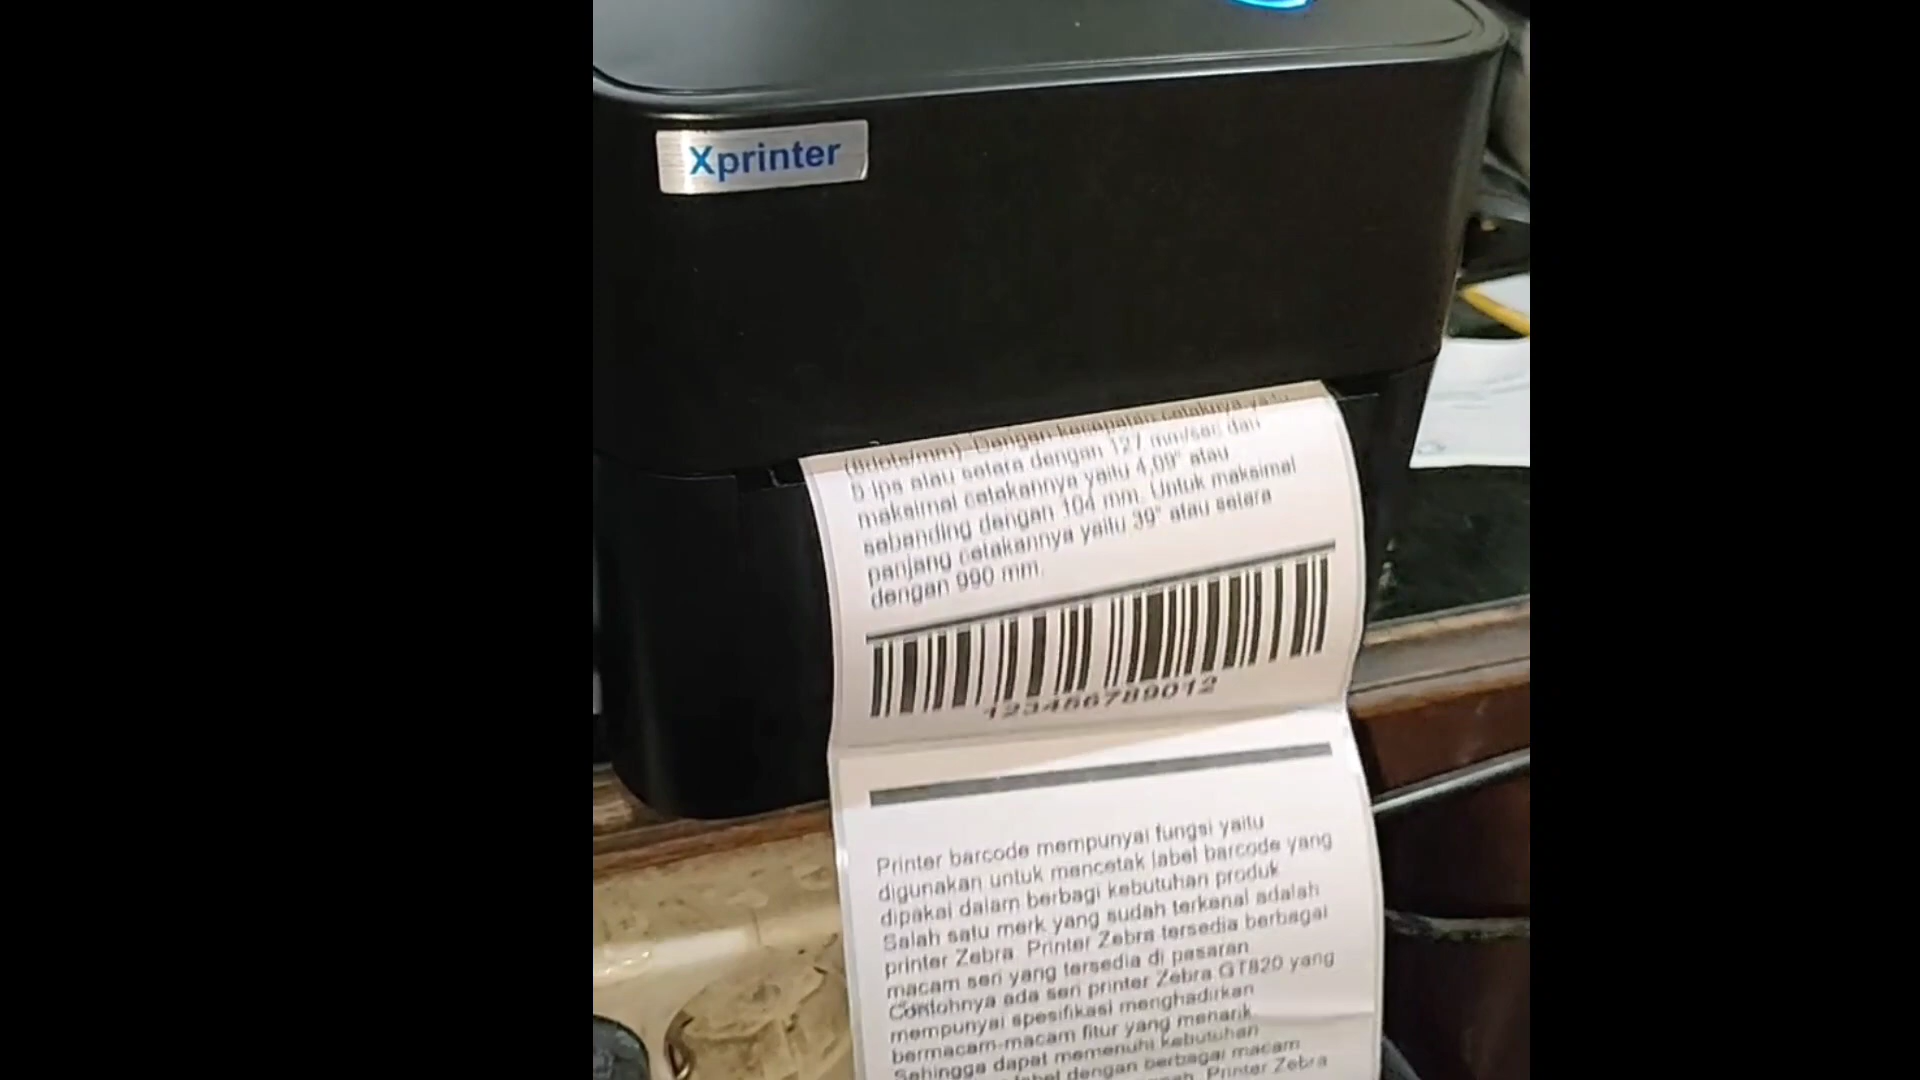 Xprinter
(8dots/mm). Dengan kecepatan cetaknya yaitu
5 ips atau setara dengan 127 mm/sec dan
maksimal cetakannya yaitu 4,09" atau
sebanding dengan 104 mm. Untuk maksimal
panjang cetakannya yaitu 39" atau setara
dengan 990 mm.
123456789012
Printer barcode mempunyai fungsi yaitu
digunakan untuk mencetak label barcode yang
dipakai dalam berbagi kebutuhan produk
Salah satu merk yang sudah terkenal adalah
printer Zebra. Printer Zebra tersedia berbagai
macam seri yang tersedia di pasaran
Contohnya ada seri printer Zebra GT820 yang
mempunyai spesifikasi menghadirkan
bermacam-macam fitur yang menarik
Sehingga dapat memenuhi kebutuhan
label dengan berbagai macam
Printer Zebra